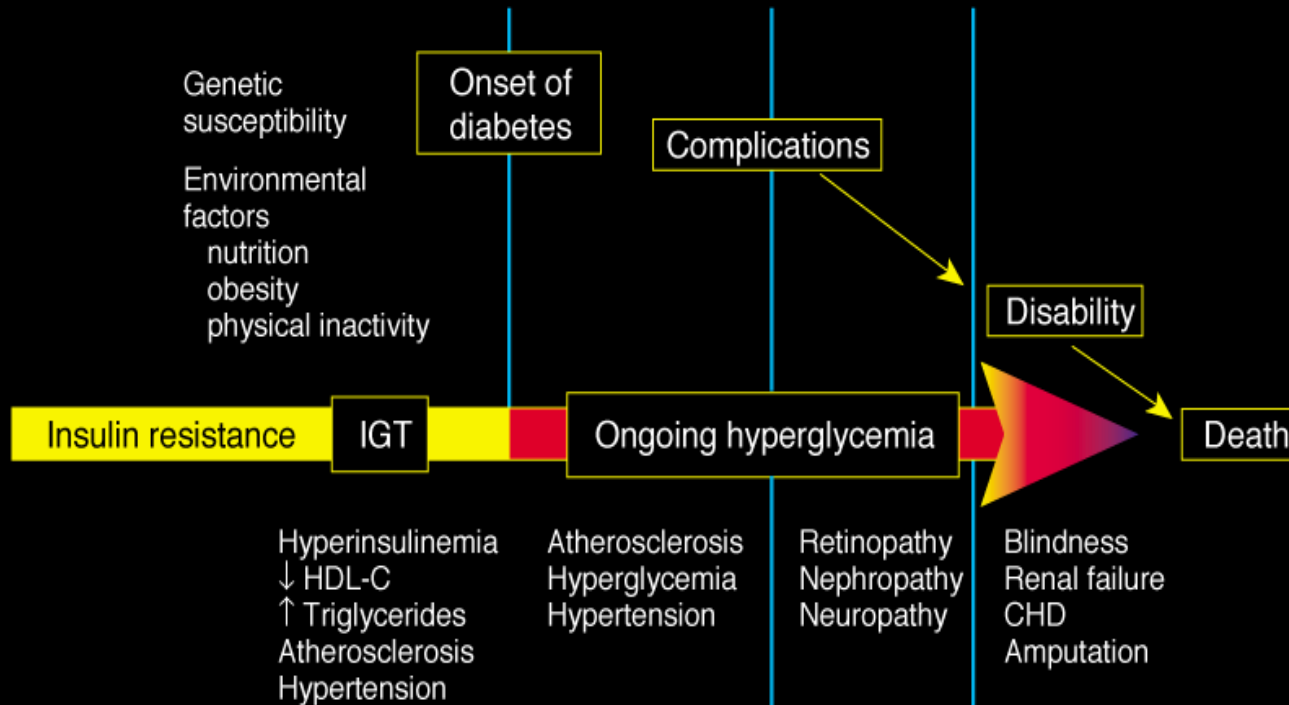 Genetic
susceptibility
Environmental
factors
nutrition
obesity
physical inactivity
Onset of
diabetes
Complications
Disability
Insulin resistance
IGT
Ongoing hyperglycemia
Death
Hyperinsulinemia
↓ HDL-C
↑ Triglycerides
Atherosclerosis
Hypertension
Atherosclerosis
Hyperglycemia
Hypertension
Retinopathy
Nephropathy
Neuropathy
Blindness
Renal failure
CHD
Amputation